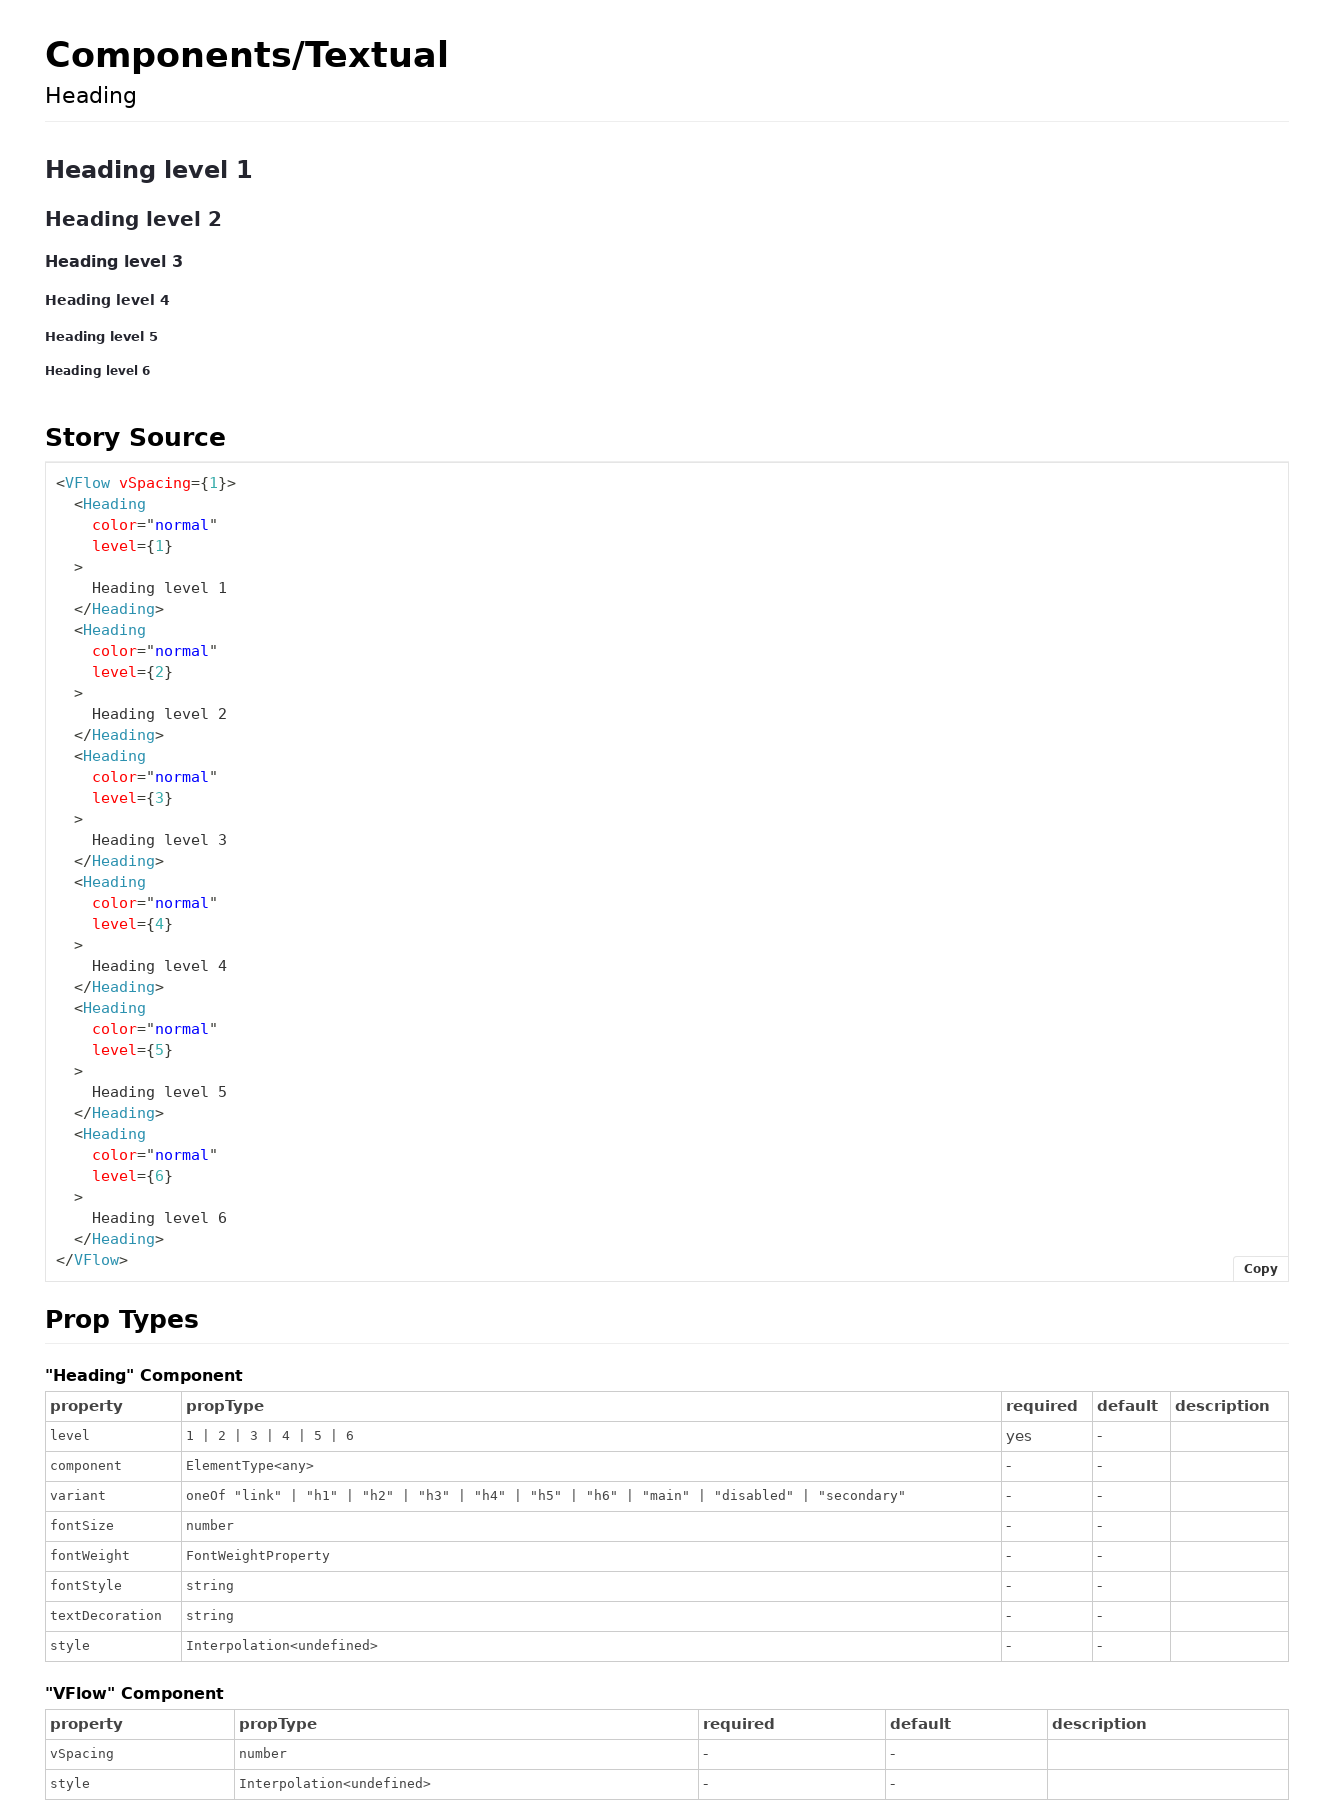 Components/Textual
Heading
Heading level 1
Heading level 2
Heading level 3
Heading level 4
Heading level 5
Heading level 6
Story Source
<VFlow vSpacing={1}>
  <Heading
    color="normal"
    level={1}
  >
    Heading level 1
  </Heading>
  <Heading
    color="normal"
    level={2}
  >
    Heading level 2
  </Heading>
  <Heading
    color="normal"
    level={3}
  >
    Heading level 3
  </Heading>
  <Heading
    color="normal"
    level={4}
  >
    Heading level 4
  </Heading>
  <Heading
    color="normal"
    level={5}
  >
    Heading level 5
  </Heading>
  <Heading
    color="normal"
    level={6}
  >
    Heading level 6
  </Heading>
</VFlow>
Copy
Prop Types
"Heading" Component
property propType required default description
level 1 | 2 | 3 | 4 | 5 | 6 yes -
component ElementType<any> - -
variant oneOf "link" | "h1" | "h2" | "h3" | "h4" | "h5" | "h6" | "main" | "disabled" | "secondary" - -
fontSize number - -
fontWeight FontWeightProperty - -
fontStyle string - -
textDecoration string - -
style Interpolation<undefined> - -
"VFlow" Component
property propType required default description
vSpacing number - -
style Interpolation<undefined> - -